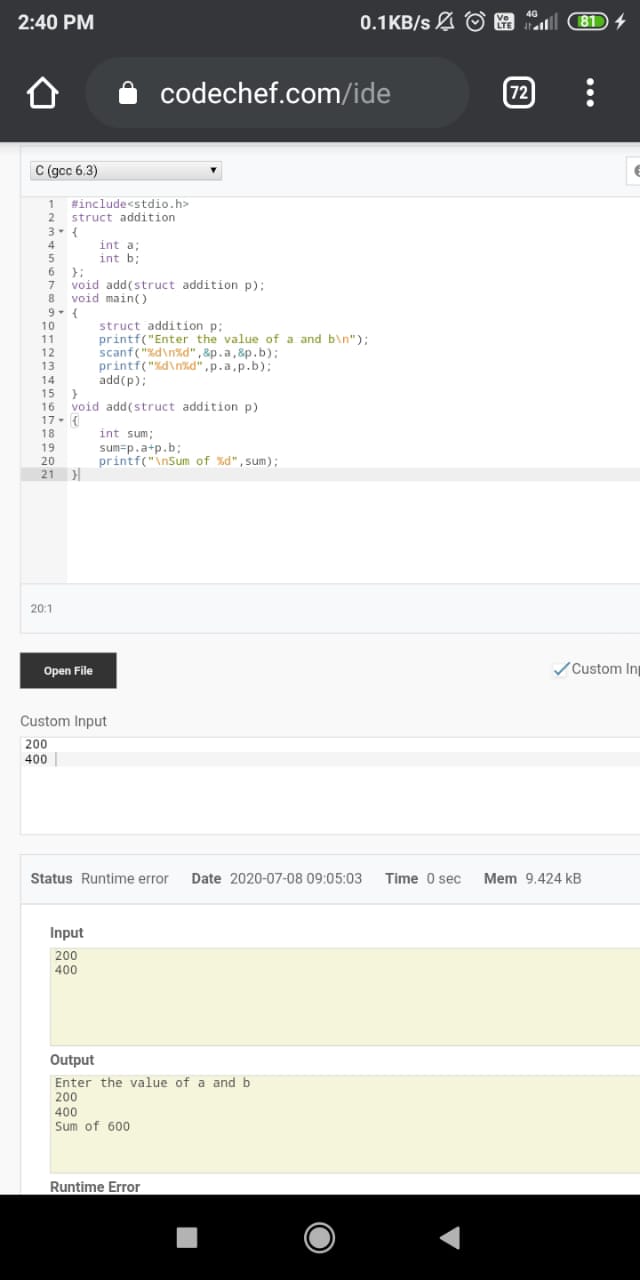 2:40 PM 0.1KB/s Vo LTE 4G 81
codechef.com/ide 72
C (gcc 6.3)
1 #include<stdio.h>
2 struct addition
3 {
4 int a;
5 int b;
6 };
7 void add(struct addition p);
8 void main()
9 {
10 struct addition p;
11 printf("Enter the value of a and b\n");
12 scanf("%d\n%d",&p.a,&p.b);
13 printf("%d\n%d",p.a,p.b);
14 add(p);
15 }
16 void add(struct addition p)
17 {
18 int sum;
19 sum=p.a+p.b;
20 printf("\nSum of %d",sum);
21 }
20:1
Open File Custom Inp
Custom Input
200
400
Status Runtime error Date 2020-07-08 09:05:03 Time 0 sec Mem 9.424 kB
Input
200
400
Output
Enter the value of a and b
200
400
Sum of 600
Runtime Error